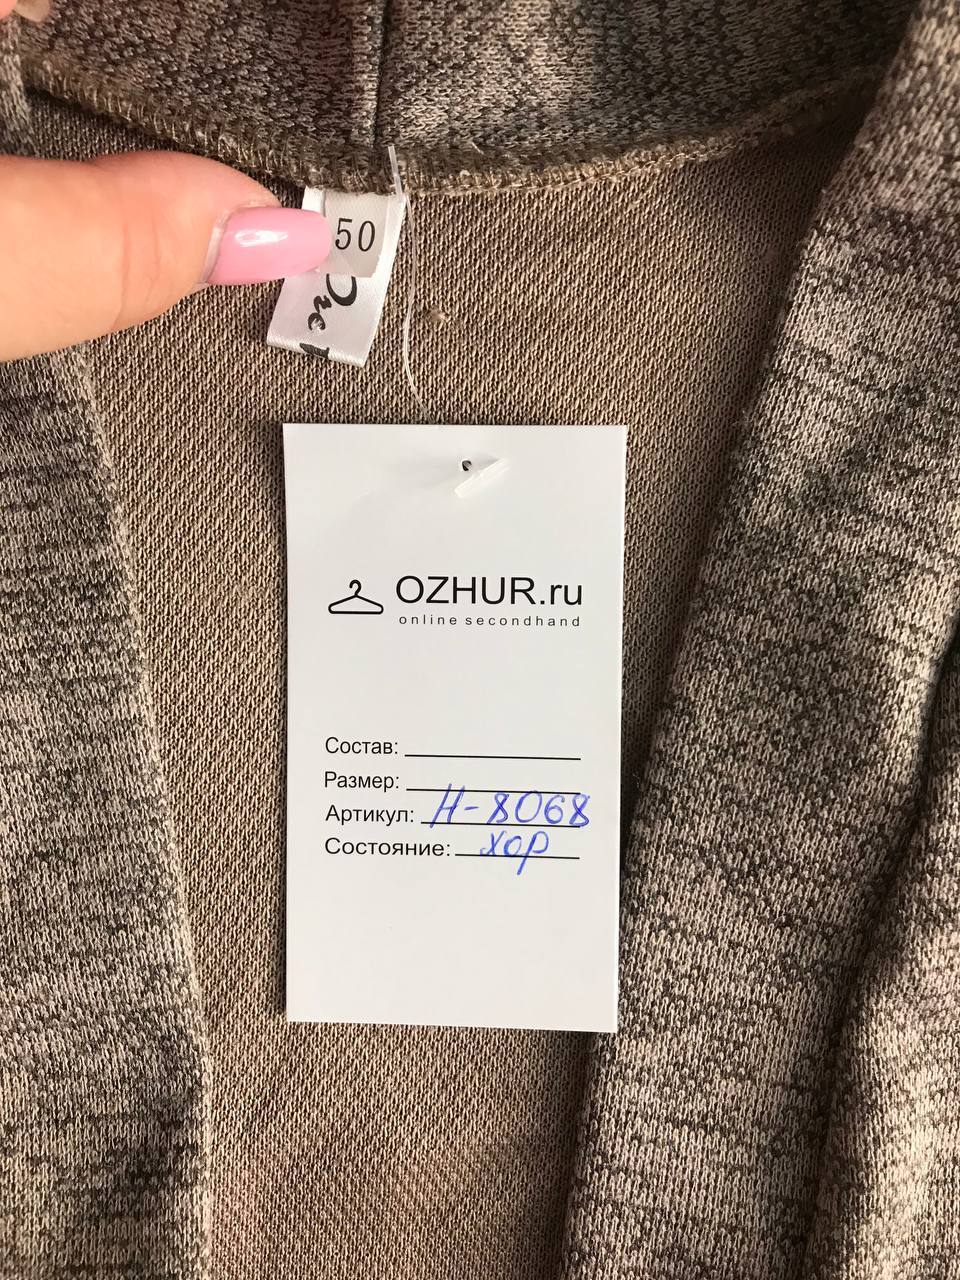 50
OZHUR.ru
online secondhand
Состав:
Размер:
Артикул: Н-8068
Состояние: хор